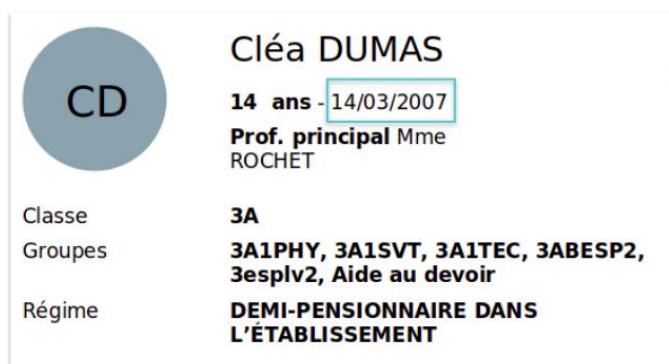 CD
Cléa DUMAS
14 ans - 14/03/2007
Prof. principal Mme
ROCHET
Classe 3A
Groupes 3A1PHY, 3A1SVT, 3A1TEC, 3ABESP2,
3esplv2, Aide au devoir
Régime DEMI-PENSIONNAIRE DANS
L’ÉTABLISSEMENT